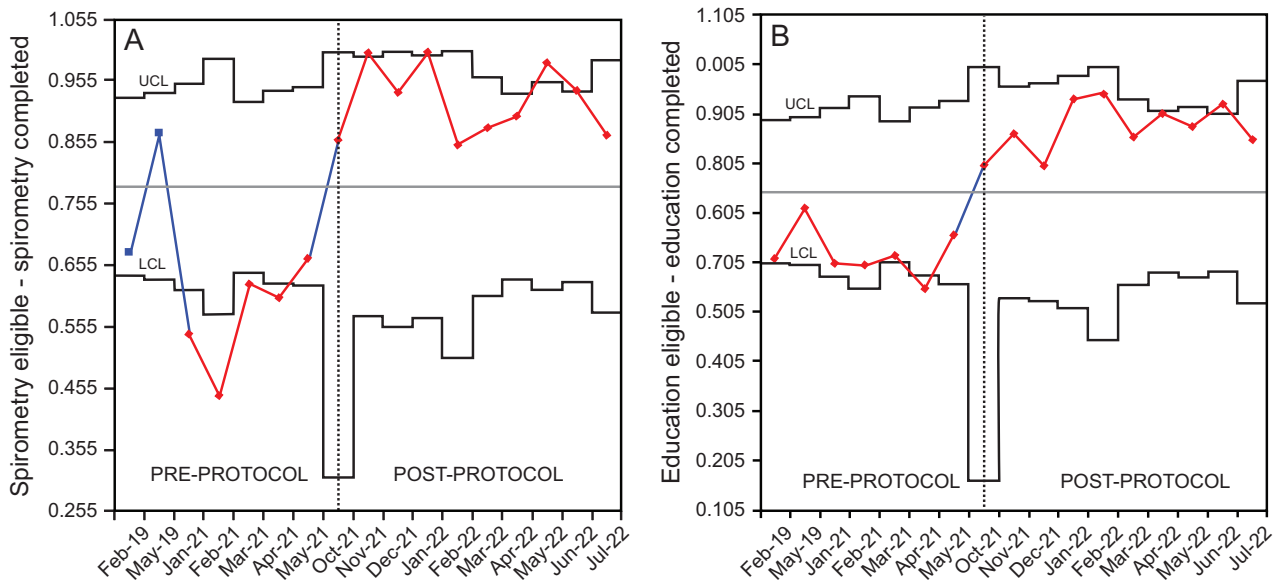 A
Spirometry eligible - spirometry completed
1.055
0.955
0.855
0.755
0.655
0.555
0.455
0.355
0.255
UCL
LCL
PRE-PROTOCOL
POST-PROTOCOL
Feb-19
May-19
Jan-21
Feb-21
Mar-21
Apr-21
May-21
Oct-21
Nov-21
Dec-21
Jan-22
Feb-22
Mar-22
Apr-22
May-22
Jun-22
Jul-22
B
Education eligible - education completed
1.105
0.005
0.905
0.805
0.605
0.705
0.505
0.405
0.305
0.205
0.105
UCL
LCL
PRE-PROTOCOL
POST-PROTOCOL
Feb-19
May-19
Jan-21
Feb-21
Mar-21
Apr-21
May-21
Oct-21
Nov-21
Dec-21
Jan-22
Feb-22
Mar-22
Apr-22
May-22
Jun-22
Jul-22